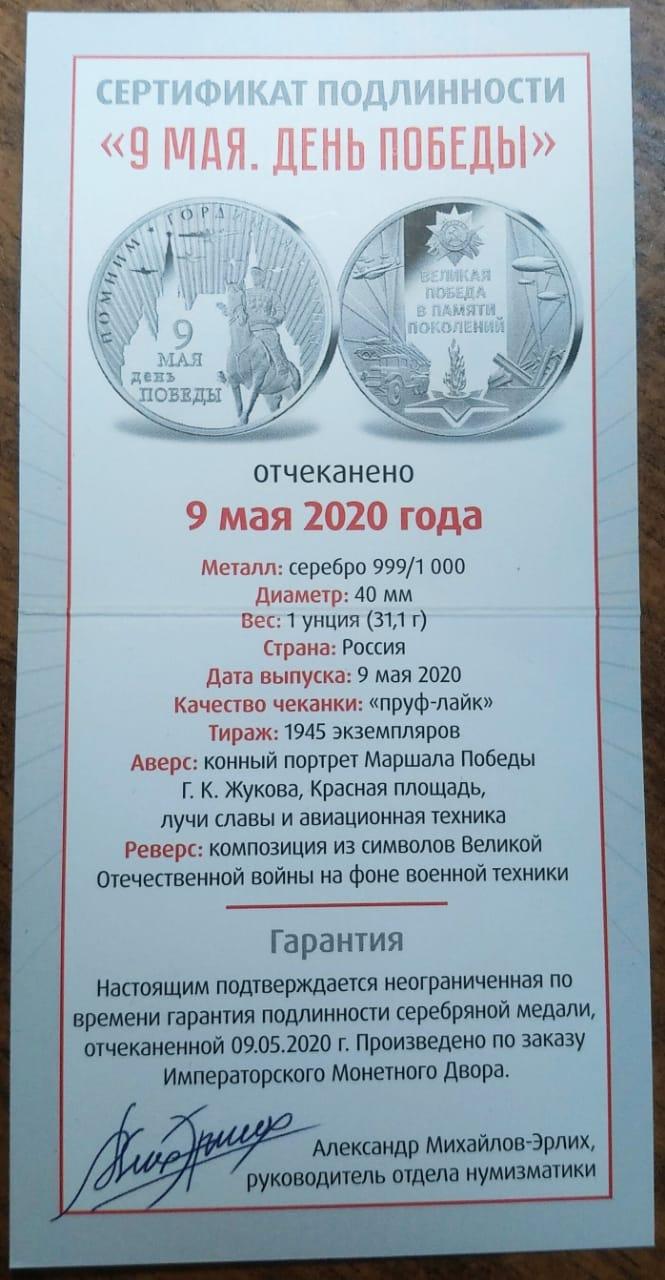 СЕРТИФИКАТ ПОДЛИННОСТИ
«9 МАЯ. ДЕНЬ ПОБЕДЫ»
ПОМНИМ • ГОРДИ
9
МАЯ
день
ПОБЕДЫ
ВЕЛИКАЯ
ПОБЕДА
В ПАМЯТИ
ПОКОЛЕНИЙ
отчеканено
9 мая 2020 года
Металл: серебро 999/1 000
Диаметр: 40 мм
Вес: 1 унция (31,1 г)
Страна: Россия
Дата выпуска: 9 мая 2020
Качество чеканки: «пруф-лайк»
Тираж: 1945 экземпляров
Аверс: конный портрет Маршала Победы
Г. К. Жукова, Красная площадь,
лучи славы и авиационная техника
Реверс: композиция из символов Великой
Отечественной войны на фоне военной техники
Гарантия
Настоящим подтверждается неограниченная по
времени гарантия подлинности серебряной медали,
отчеканенной 09.05.2020 г. Произведено по заказу
Императорского Монетного Двора.
Александр Михайлов-Эрлих,
руководитель отдела нумизматики